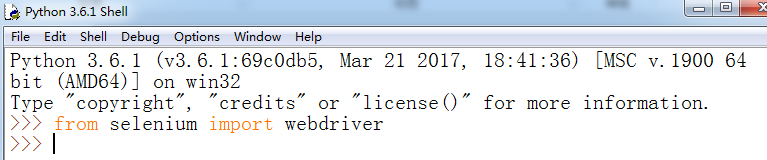 Python 3.6.1 Shell
File Edit Shell Debug Options Window Help
Python 3.6.1 (v3.6.1:69c0db5, Mar 21 2017, 18:41:36) [MSC v.1900 64
bit (AMD64)] on win32
Type "copyright", "credits" or "license()" for more information.
>>> from selenium import webdriver
>>>